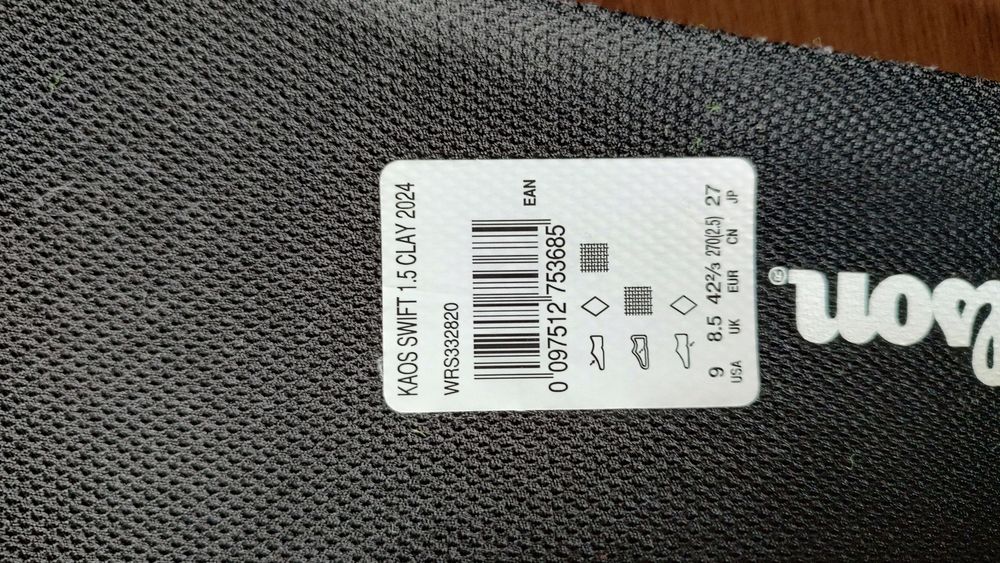 KAOS SWIFT 1.5 CLAY 2024
WRS332820
EAN
0 097512 753685
9 8.5 42⅔ 270(2.5) 27
USA UK EUR CN JP
lson®